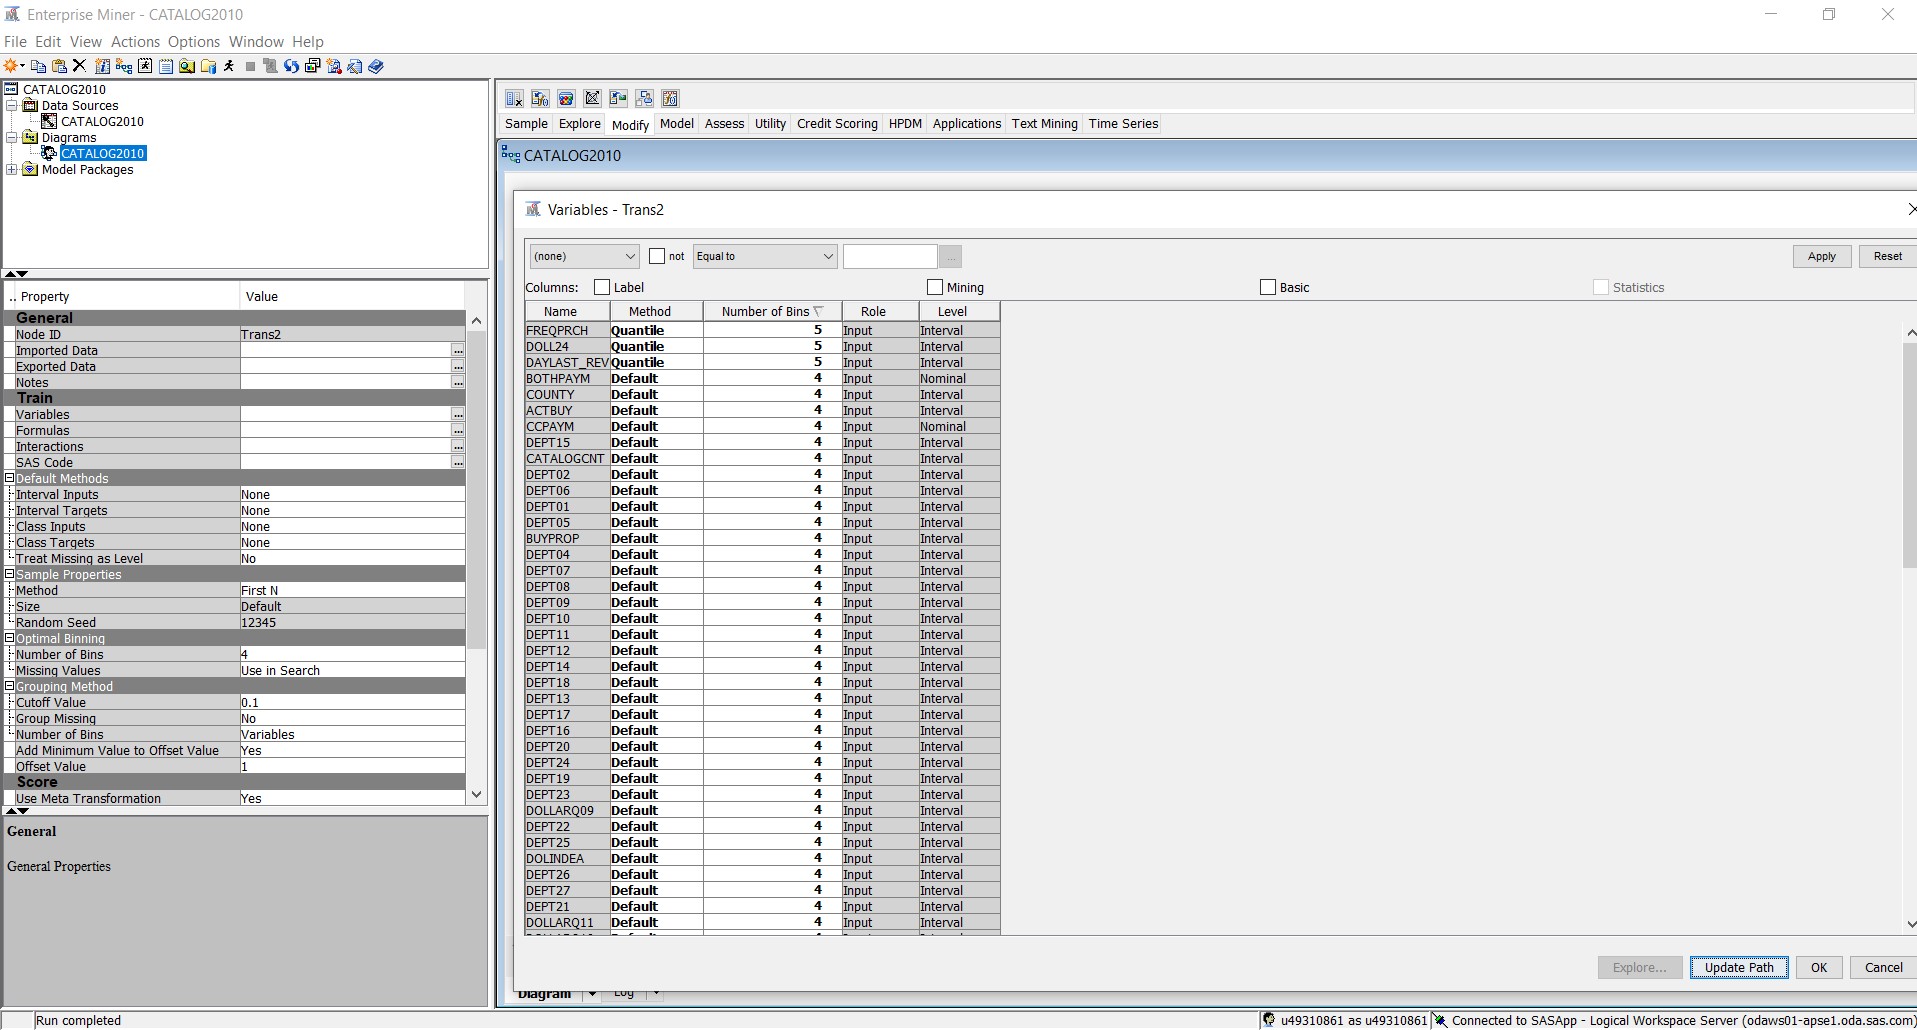 Enterprise Miner - CATALOG2010
File Edit View Actions Options Window Help
CATALOG2010
Data Sources
CATALOG2010
Diagrams
CATALOG2010
Model Packages
.. Property Value
General
Node ID Trans2
Imported Data ...
Exported Data ...
Notes ...
Train
Variables ...
Formulas ...
Interactions ...
SAS Code ...
Default Methods
Interval Inputs None
Interval Targets None
Class Inputs None
Class Targets None
Treat Missing as Level No
Sample Properties
Method First N
Size Default
Random Seed 12345
Optimal Binning
Number of Bins 4
Missing Values Use in Search
Grouping Method
Cutoff Value 0.1
Group Missing No
Number of Bins Variables
Add Minimum Value to Offset Value Yes
Offset Value 1
Score
Use Meta Transformation Yes
General
General Properties
Sample Explore Modify Model Assess Utility Credit Scoring HPDM Applications Text Mining Time Series
CATALOG2010
Variables - Trans2
(none) not Equal to ... Apply Reset
Columns: Label Mining Basic Statistics
Name Method Number of Bins Role Level
FREQPRCH Quantile 5 Input Interval
DOLL24 Quantile 5 Input Interval
DAYLAST_REV Quantile 5 Input Interval
BOTHPAYM Default 4 Input Nominal
COUNTY Default 4 Input Interval
ACTBUY Default 4 Input Interval
CCPAYM Default 4 Input Nominal
DEPT15 Default 4 Input Interval
CATALOGCNT Default 4 Input Interval
DEPT02 Default 4 Input Interval
DEPT06 Default 4 Input Interval
DEPT01 Default 4 Input Interval
DEPT05 Default 4 Input Interval
BUYPROP Default 4 Input Interval
DEPT04 Default 4 Input Interval
DEPT07 Default 4 Input Interval
DEPT08 Default 4 Input Interval
DEPT09 Default 4 Input Interval
DEPT10 Default 4 Input Interval
DEPT11 Default 4 Input Interval
DEPT12 Default 4 Input Interval
DEPT14 Default 4 Input Interval
DEPT18 Default 4 Input Interval
DEPT13 Default 4 Input Interval
DEPT17 Default 4 Input Interval
DEPT16 Default 4 Input Interval
DEPT20 Default 4 Input Interval
DEPT24 Default 4 Input Interval
DEPT19 Default 4 Input Interval
DEPT23 Default 4 Input Interval
DOLLARQ09 Default 4 Input Interval
DEPT22 Default 4 Input Interval
DEPT25 Default 4 Input Interval
DOLINDEA Default 4 Input Interval
DEPT26 Default 4 Input Interval
DEPT27 Default 4 Input Interval
DEPT21 Default 4 Input Interval
DOLLARQ11 Default 4 Input Interval
Explore... Update Path OK Cancel
Diagram Log
Run completed u49310861 as u49310861 Connected to SASApp - Logical Workspace Server (odaws01-apse1.oda.sas.com)